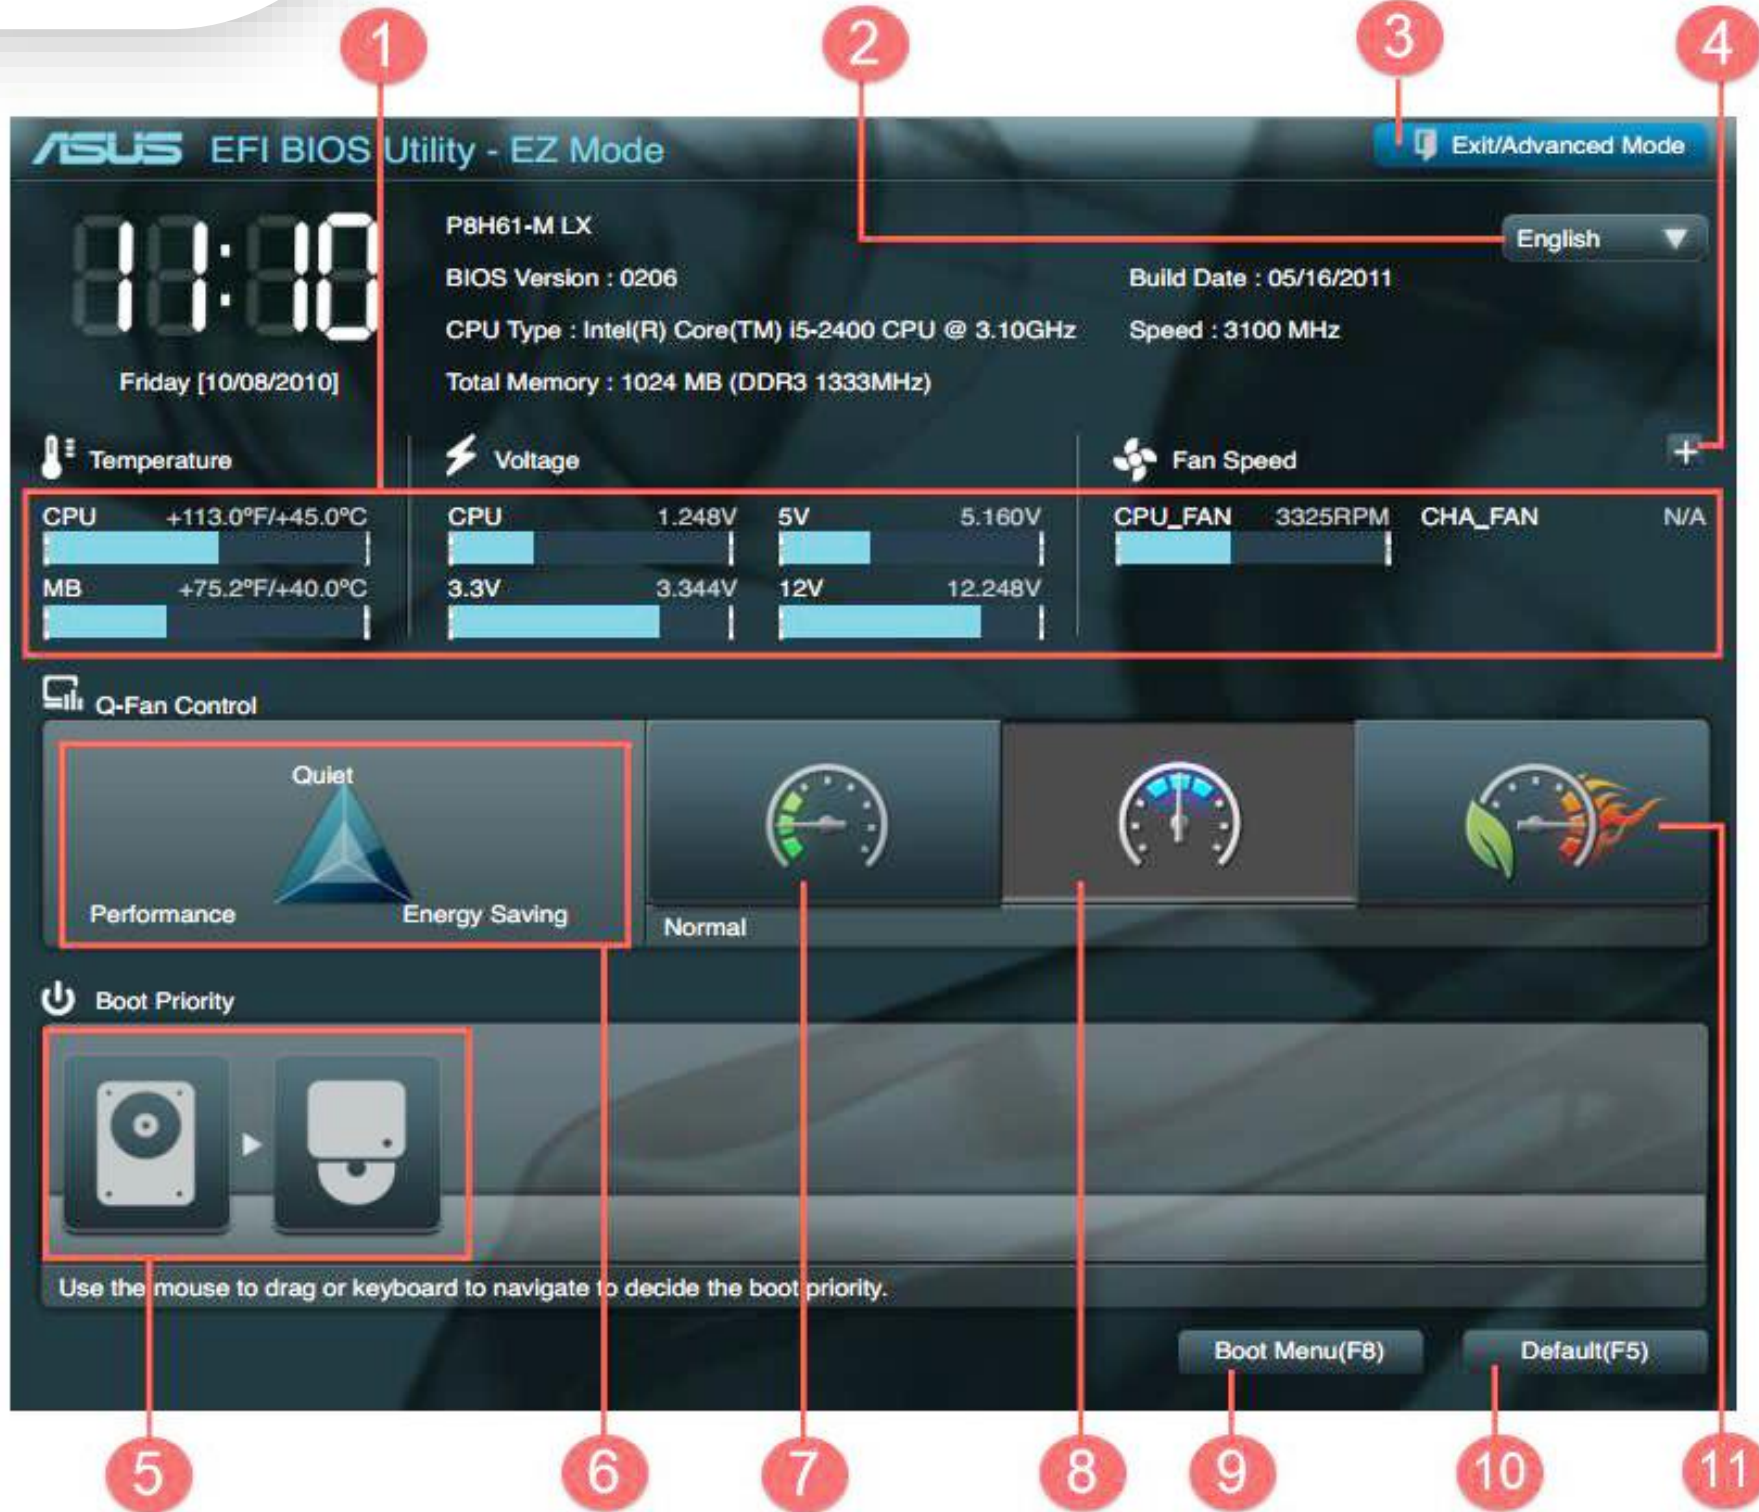 1 2 3 4
ASUS EFI BIOS Utility - EZ Mode
Exit/Advanced Mode
11:10
Friday [10/08/2010]
P8H61-M LX
English
BIOS Version : 0206
Build Date : 05/16/2011
CPU Type : Intel(R) Core(TM) i5-2400 CPU @ 3.10GHz
Speed : 3100 MHz
Total Memory : 1024 MB (DDR3 1333MHz)
Temperature
Voltage
Fan Speed
+
CPU +113.0°F/+45.0°C
CPU 1.248V
5V 5.160V
CPU_FAN 3325RPM
CHA_FAN N/A
MB +75.2°F/+40.0°C
3.3V 3.344V
12V 12.248V
Q-Fan Control
Quiet
Performance
Energy Saving
Normal
Boot Priority
Use the mouse to drag or keyboard to navigate to decide the boot priority.
Boot Menu(F8)
Default(F5)
5 6 7 8 9 10 11